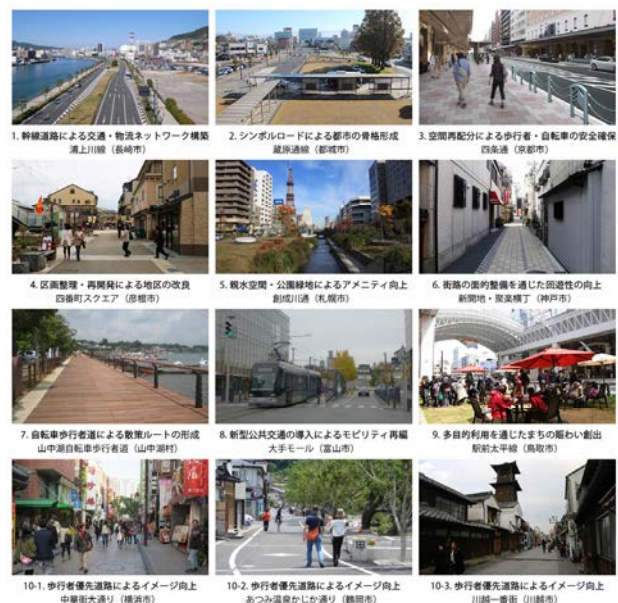 1. 幹線道路による交通・物流ネットワーク構築
浦上川線（長崎市）
2. シンボルロードによる都市の骨格形成
蔵原通線（都城市）
3. 空間再配分による歩行者・自転車の安全確保
四条通（京都市）
4. 区画整理・再開発による地区の改良
四番町スクエア（彦根市）
5. 親水空間・公園緑地によるアメニティ向上
創成川通（札幌市）
6. 街路の面的整備を通じた回遊性の向上
新開地・聚楽横丁（神戸市）
7. 自転車歩行者道による散策ルートの形成
山中湖自転車歩行者道（山中湖村）
8. 新型公共交通の導入によるモビリティ再編
大手モール（富山市）
9. 多目的利用を通じたまちの賑わい創出
駅前太平線（鳥取市）
10-1. 歩行者優先道路によるイメージ向上
中華街大通り（横浜市）
10-2. 歩行者優先道路によるイメージ向上
あつみ温泉かじか通り（鶴岡市）
10-3. 歩行者優先道路によるイメージ向上
川越一番街（川越市）